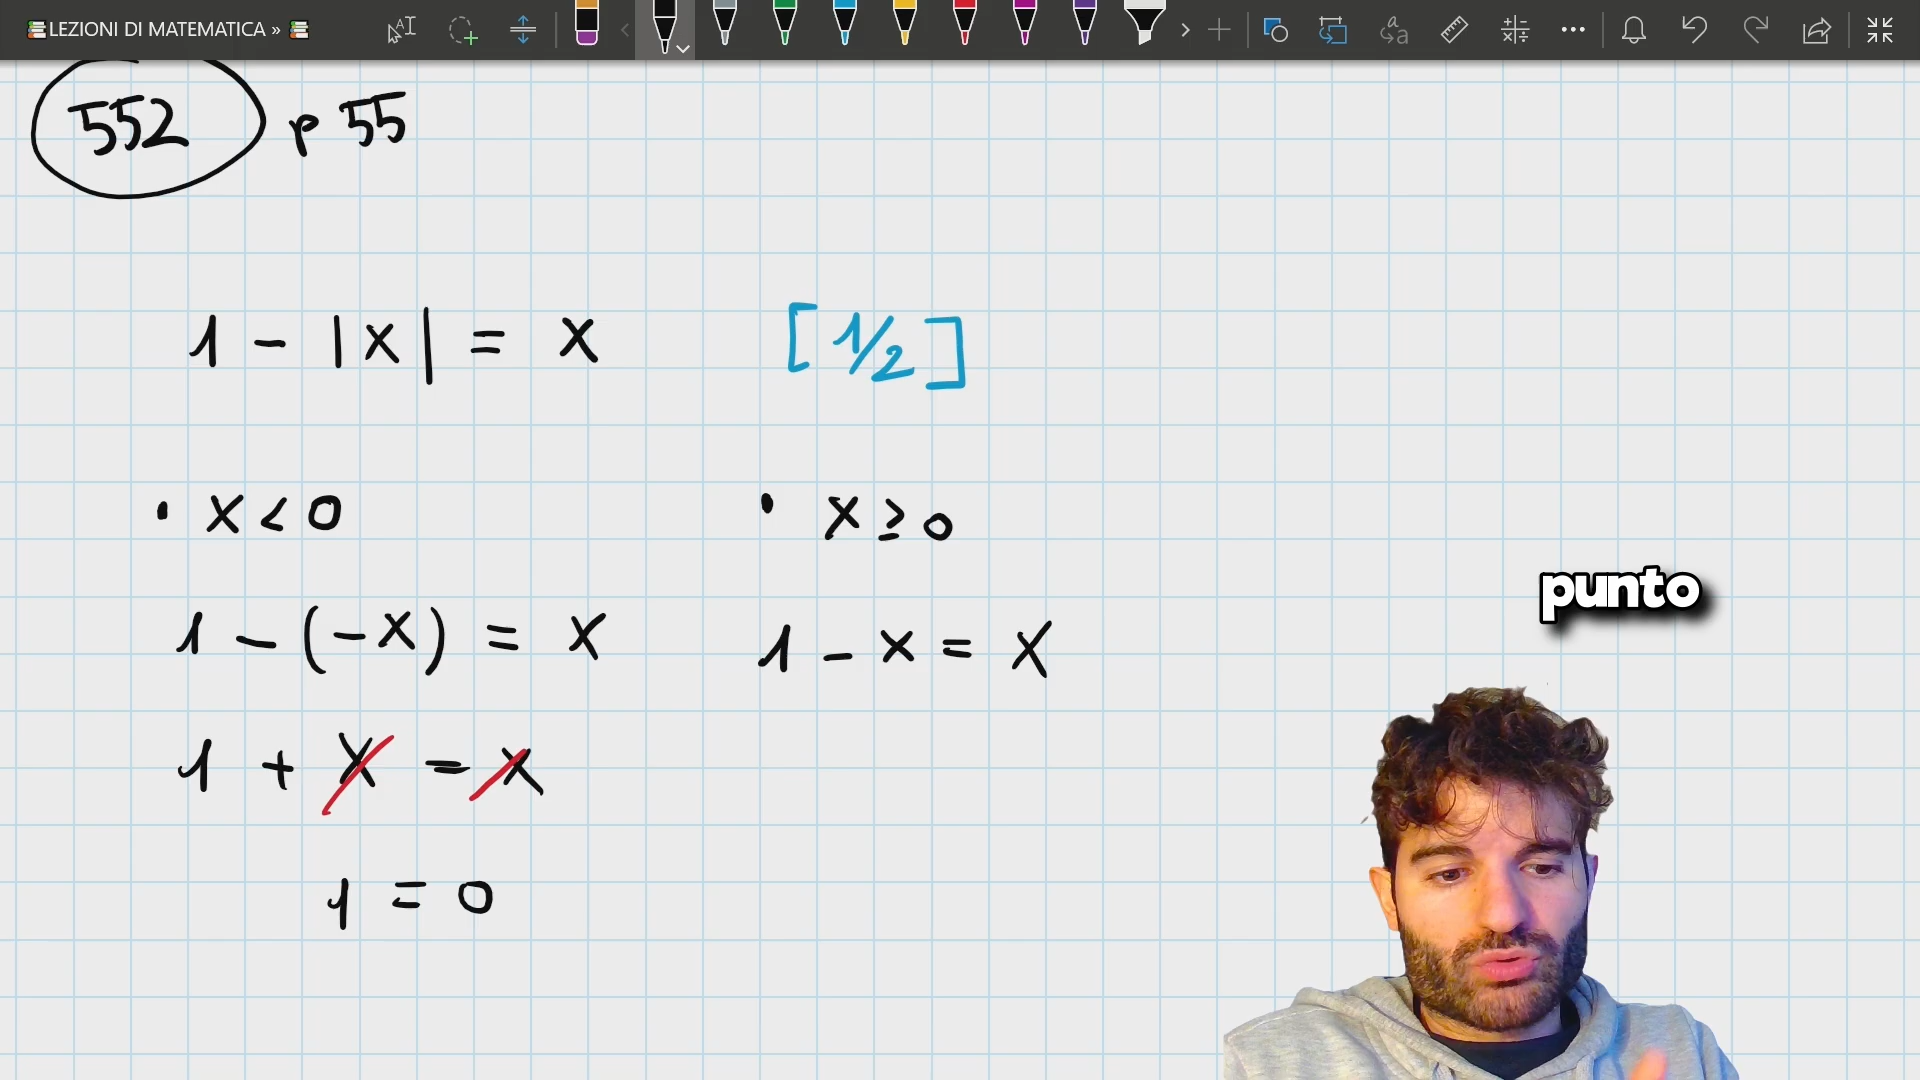 LEZIONI DI MATEMATICA »
552 p 55
1 - |x| = x [1/2]
• x < 0 • x ≥ 0
1 - (-x) = x 1 - x = x
1 + x = x
1 = 0
punto